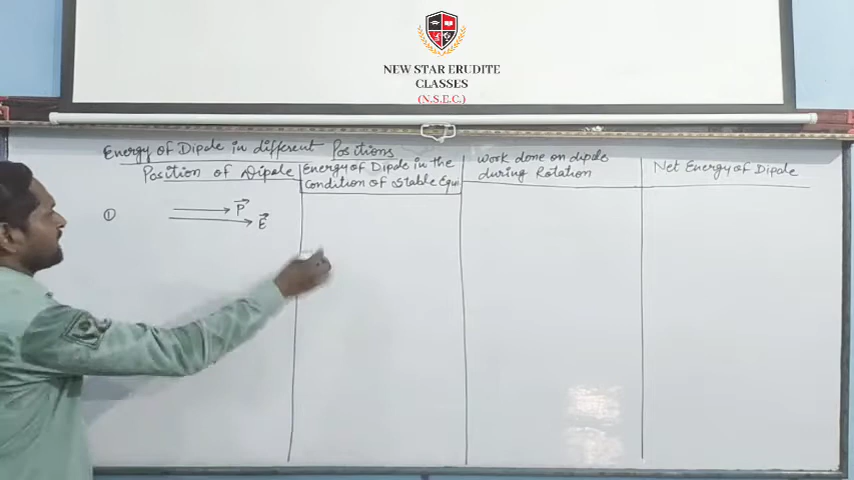 NEW STAR ERUDITE
CLASSES
(N.S.E.C.)
Energy of Dipole in different Positions
Position of Dipole
Energy of Dipole in the
Condition of Stable Equi
work done on dipole
during Rotation
Net Energy of Dipole
① P⃗
E⃗